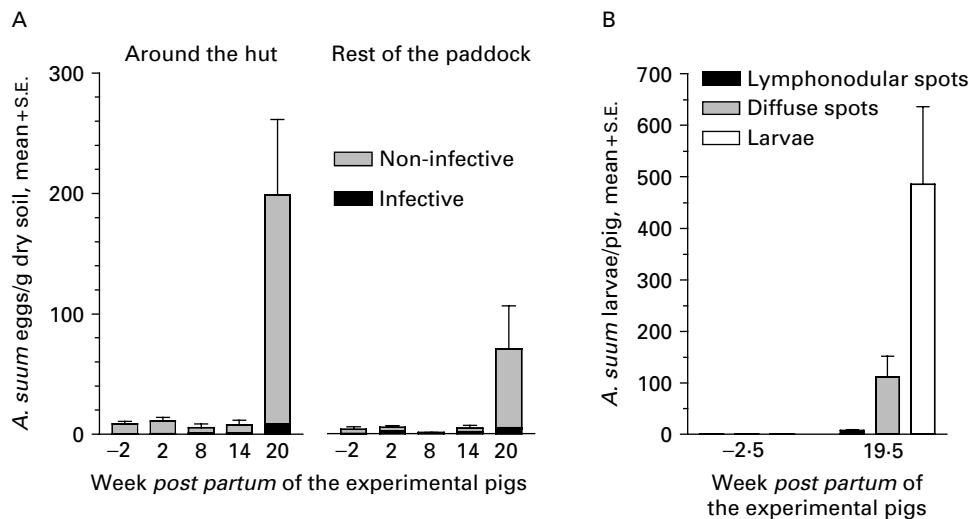 A
Around the hut
Rest of the paddock
300
200
100
0
A. suum eggs/g dry soil, mean+S.E.
Non-infective
Infective
−2 2 8 14 20
−2 2 8 14 20
Week post partum of the experimental pigs
B
700
600
500
400
300
200
100
0
A. suum larvae/pig, mean+S.E.
Lymphonodular spots
Diffuse spots
Larvae
−2·5 19·5
Week post partum of
the experimental pigs